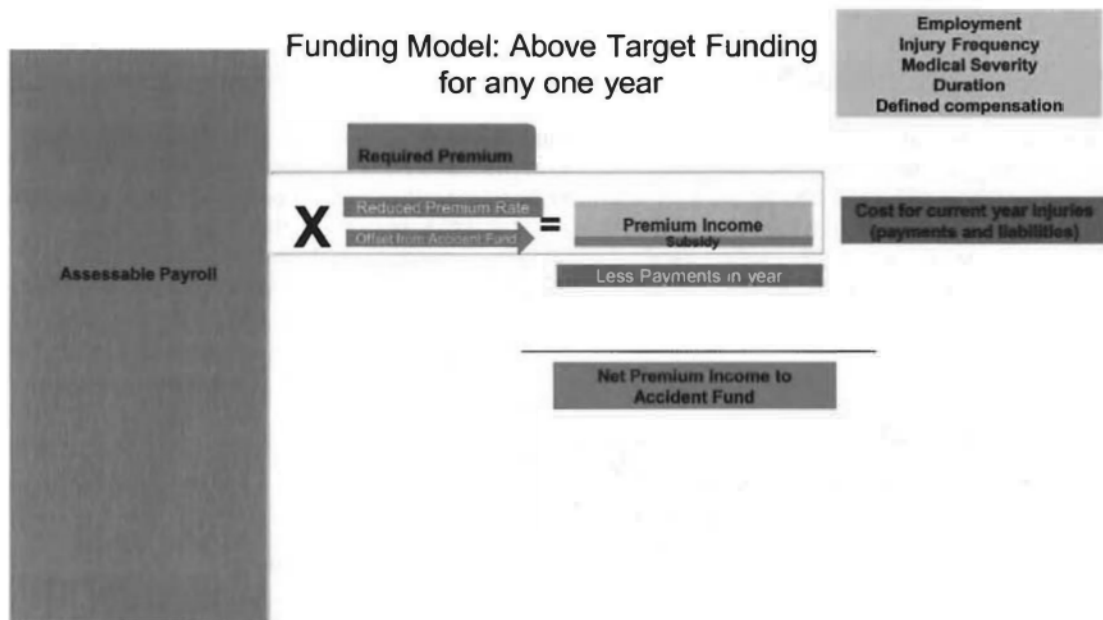 Funding Model: Above Target Funding
for any one year
Employment
Injury Frequency
Medical Severity
Duration
Defined compensation
Required Premium
Assessable Payroll
X
Reduced Premium Rate
Offset from Accident Fund
=
Premium Income
Subsidy
Cost for current year injuries
(payments and liabilities)
Less Payments in year
Net Premium Income to
Accident Fund